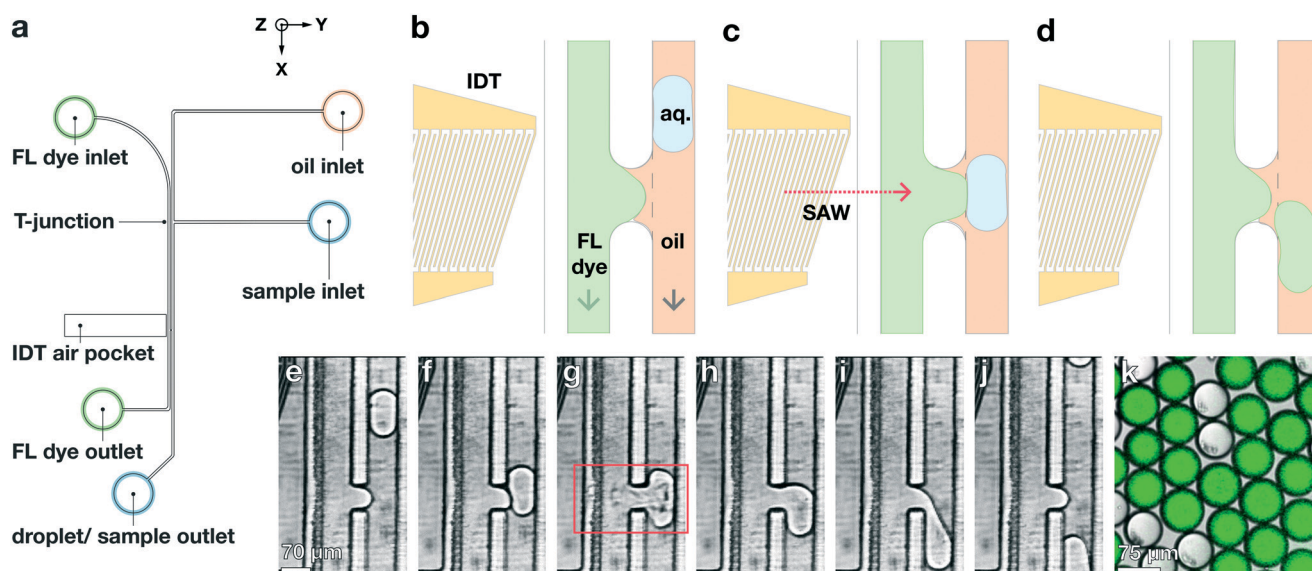 a
Z
Y
X
FL dye inlet
oil inlet
T-junction
sample inlet
IDT air pocket
FL dye outlet
droplet/ sample outlet
b
IDT
aq.
FL
dye
oil
c
SAW
d
e
70 µm
f
g
h
i
j
k
75 µm